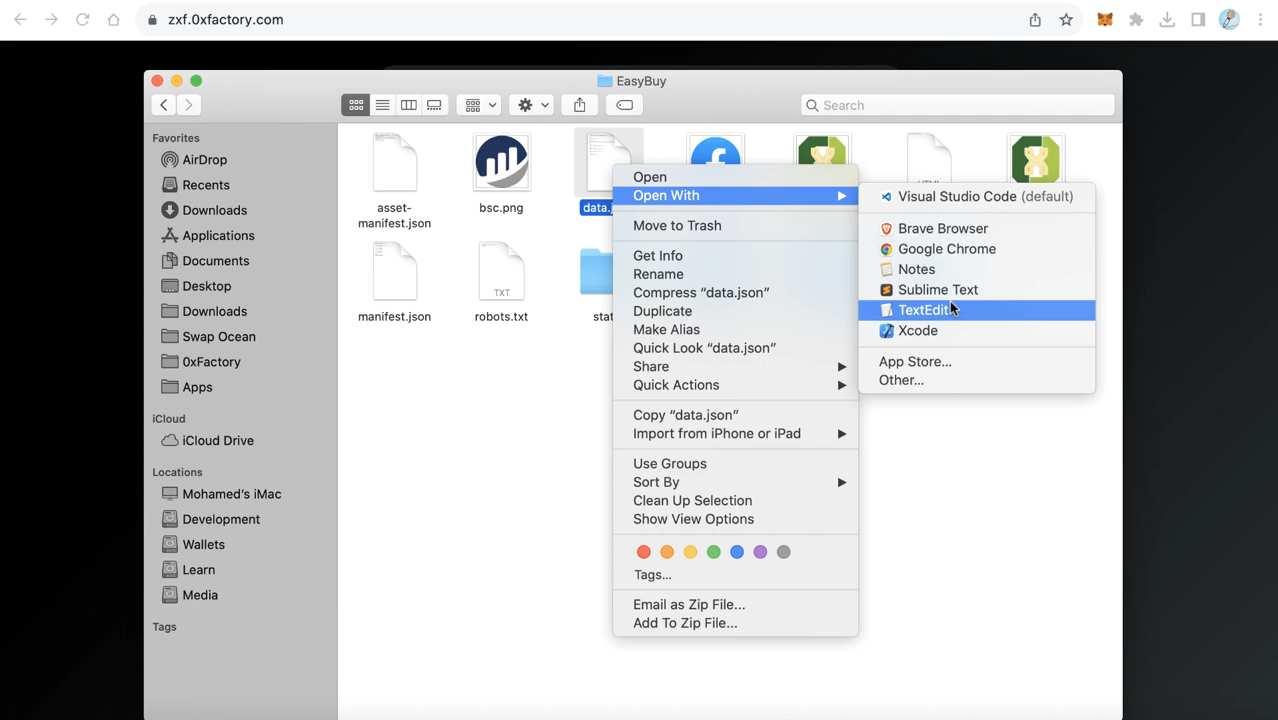 zxf.0xfactory.com
EasyBuy
Search
Favorites
AirDrop
Recents
Downloads
Applications
Documents
Desktop
Downloads
Swap Ocean
0xFactory
Apps
iCloud
iCloud Drive
Locations
Mohamed's iMac
Development
Wallets
Learn
Media
Tags
asset-
manifest.json
bsc.png
manifest.json
TXT
robots.txt
Open
Open With
Move to Trash
Get Info
Rename
Compress “data.json”
Duplicate
Make Alias
Quick Look “data.json”
Share
Quick Actions
Copy “data.json”
Import from iPhone or iPad
Use Groups
Sort By
Clean Up Selection
Show View Options
Tags...
Email as Zip File...
Add To Zip File...
Visual Studio Code (default)
Brave Browser
Google Chrome
Notes
Sublime Text
TextEdit
Xcode
App Store...
Other...